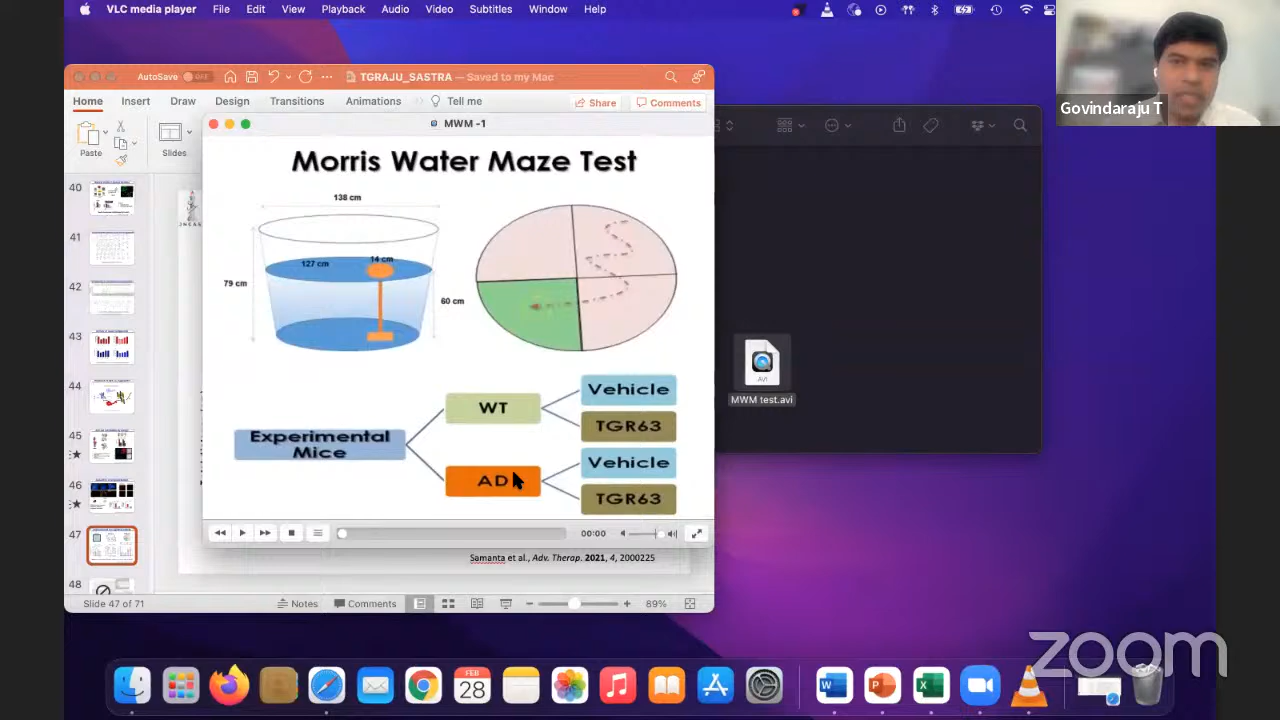 VLC media player File Edit View Playback Audio Video Subtitles Window Help
Govindaraju T
AutoSave OFF TGRAJU_SASTRA — Saved to my Mac
Home Insert Draw Design Transitions Animations Tell me Share Comments
Paste Slides
MWM -1
Morris Water Maze Test
138 cm
127 cm 14 cm
79 cm
60 cm
Experimental
Mice
WT
AD
Vehicle
TGR63
Vehicle
TGR63
00:00
Samanta et al., Adv. Therap. 2021, 4, 2000225
40
41
42
43
44
45
46
47
48
Slide 47 of 71 Notes Comments 89%
AVI
MWM test.avi
FEB
28
W P X
zoom